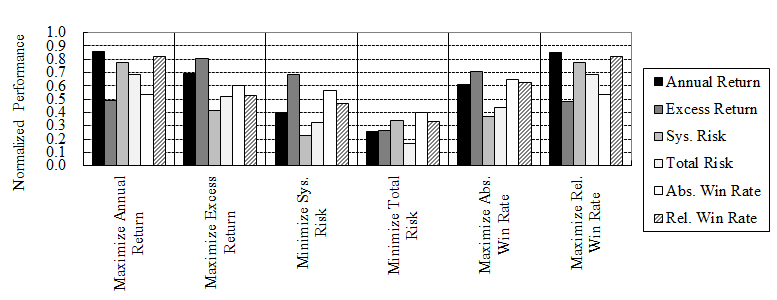 Normalized Performance
1.0
0.9
0.8
0.7
0.6
0.5
0.4
0.3
0.2
0.1
0.0
Maximize Annual
Return
Maximize Excess
Return
Minimize Sys.
Risk
Minimize Total
Risk
Maximize Abs.
Win Rate
Maximize Rel.
Win Rate
Annual Return
Excess Return
Sys. Risk
Total Risk
Abs. Win Rate
Rel. Win Rate